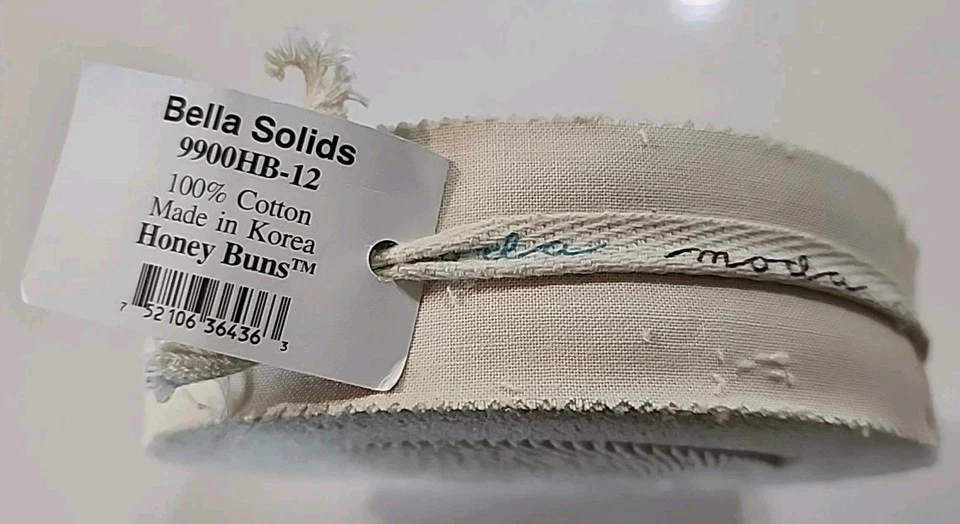 Bella Solids
9900HB-12
100% Cotton
Made in Korea
Honey Buns™
7 52106 36436 3
moda